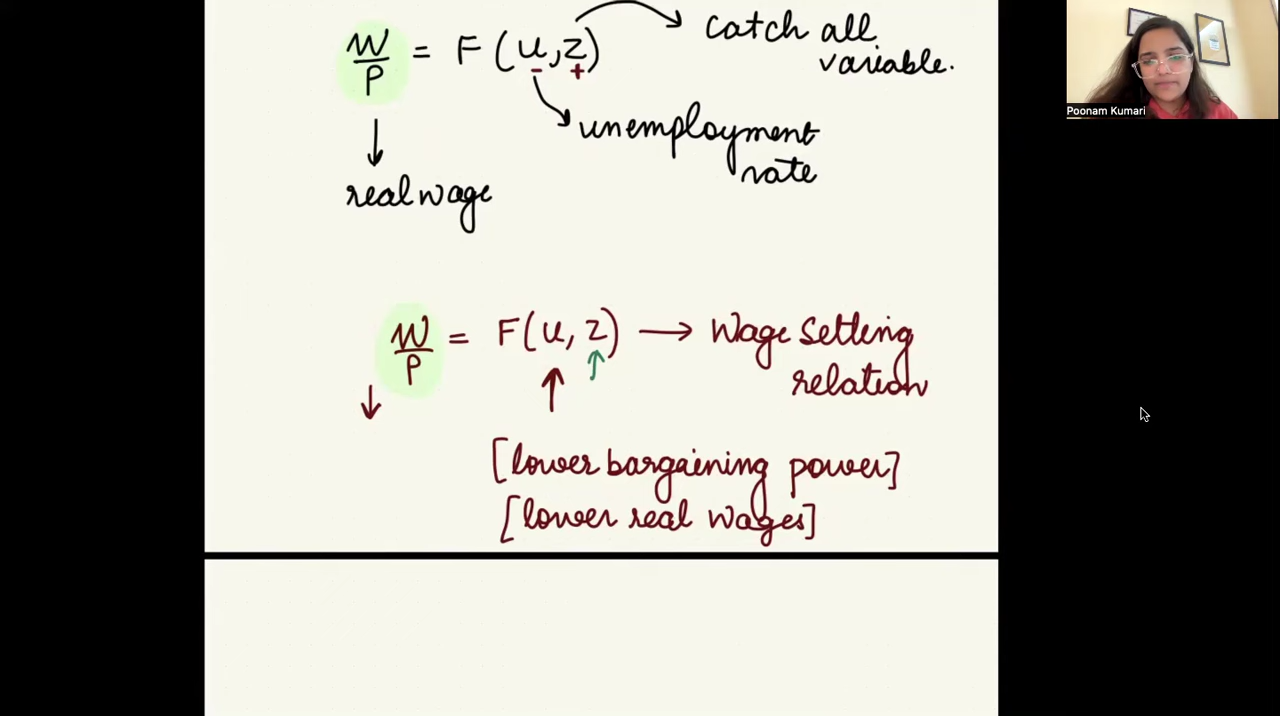 W/P = F (u, z) → catch all
variable.
- +
unemployment
rate
↓
real wage
W/P = F(u, z) → Wage Setting
relation
↓ ↑ ↑
[lower bargaining power]
[lower real wages]
Poonam Kumari